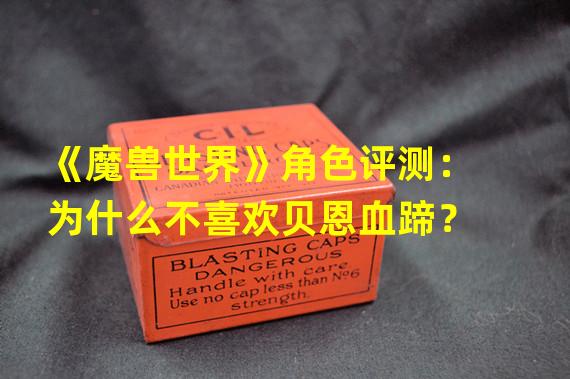 CIL
《魔兽世界》角色评测：
为什么不喜欢贝恩血蹄？
BLASTING CAPS
DANGEROUS
Handle with care
Use no cap less than No6
strength.